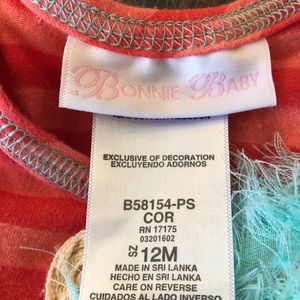 BONNIE BABY
EXCLUSIVE OF DECORATION
EXCLUYENDO ADORNOS
B58154-PS
COR
RN 17175
03201602
SZ 12M
MADE IN SRI LANKA
HECHO EN SRI LANKA
CARE ON REVERSE
CUIDADOS AL LADO INVERSO